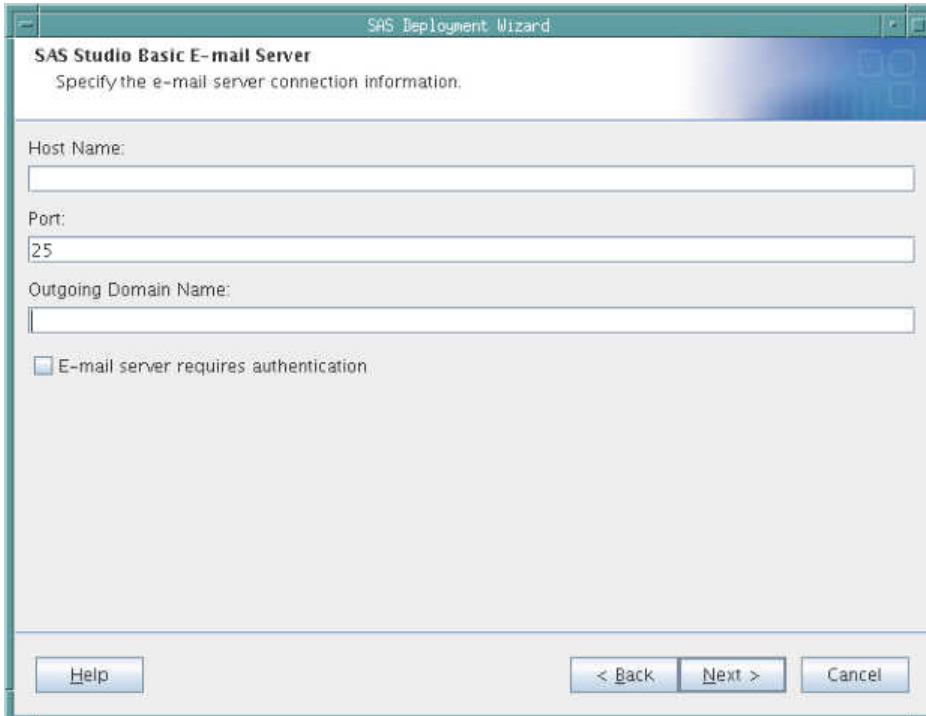 SAS Deployment Wizard
SAS Studio Basic E-mail Server
Specify the e-mail server connection information.
Host Name:
Port:
25
Outgoing Domain Name:
E-mail server requires authentication
Help
< Back
Next >
Cancel